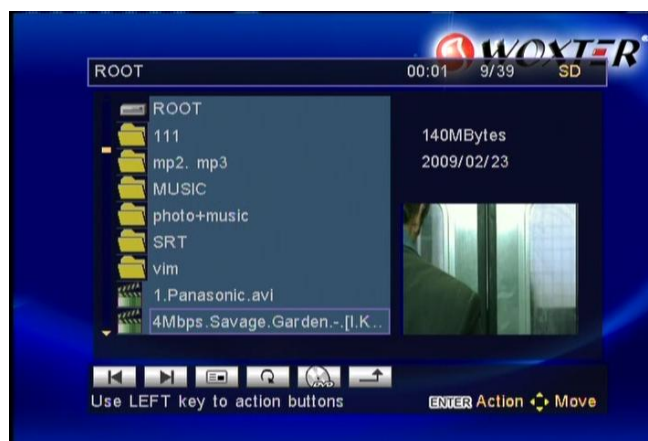 WOXTER
ROOT 00:01 9/39 SD
ROOT
111
mp2. mp3
MUSIC
photo+music
SRT
vim
1.Panasonic.avi
4Mbps.Savage.Garden.-.[I.K..
140MBytes
2009/02/23
DVD
Use LEFT key to action buttons
ENTER Action Move